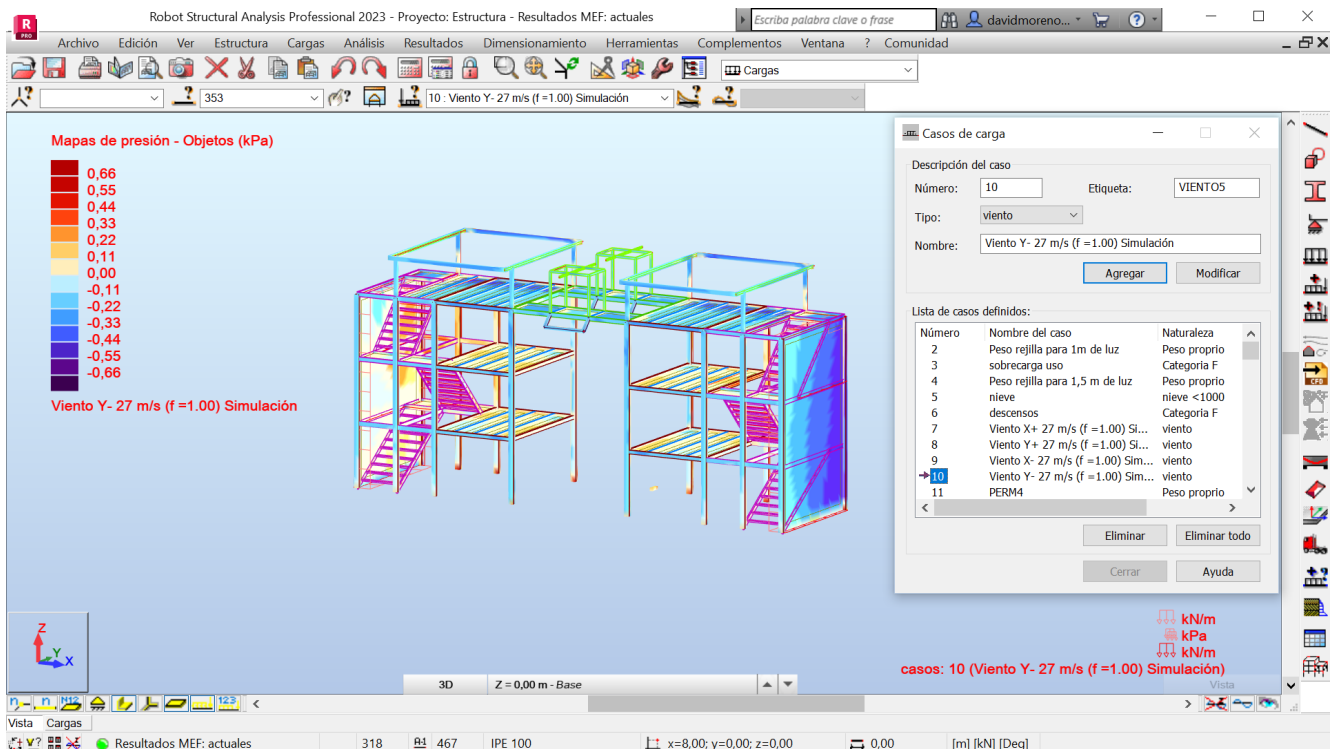 Robot Structural Analysis Professional 2023 - Proyecto: Estructura - Resultados MEF: actuales
Escriba palabra clave o frase
davidmoreno...
R
PRO
Archivo Edición Ver Estructura Cargas Análisis Resultados Dimensionamiento Herramientas Complementos Ventana ? Comunidad
Cargas
353
10 : Viento Y- 27 m/s (f =1.00) Simulación
Mapas de presión - Objetos (kPa)
0,66
0,55
0,44
0,33
0,22
0,11
0,00
-0,11
-0,22
-0,33
-0,44
-0,55
-0,66
Viento Y- 27 m/s (f =1.00) Simulación
Casos de carga
Descripción del caso
Número: 10 Etiqueta: VIENTO5
Tipo: viento
Nombre: Viento Y- 27 m/s (f =1.00) Simulación
Agregar Modificar
Lista de casos definidos:
Número Nombre del caso Naturaleza
2 Peso rejilla para 1m de luz Peso proprio
3 sobrecarga uso Categoria F
4 Peso rejilla para 1,5 m de luz Peso proprio
5 nieve nieve <1000
6 descensos Categoria F
7 Viento X+ 27 m/s (f =1.00) Si... viento
8 Viento Y+ 27 m/s (f =1.00) Si... viento
9 Viento X- 27 m/s (f =1.00) Sim... viento
10 Viento Y- 27 m/s (f =1.00) Sim... viento
11 PERM4 Peso proprio
Eliminar Eliminar todo
Cerrar Ayuda
CFD
kN/m
kPa
kN/m
casos: 10 (Viento Y- 27 m/s (f =1.00) Simulación)
Z
Y
X
3D Z = 0,00 m - Base
Vista
Vista Cargas
Resultados MEF: actuales 318 467 IPE 100 x=8,00; y=0,00; z=0,00 0,00 [m] [kN] [Deg]